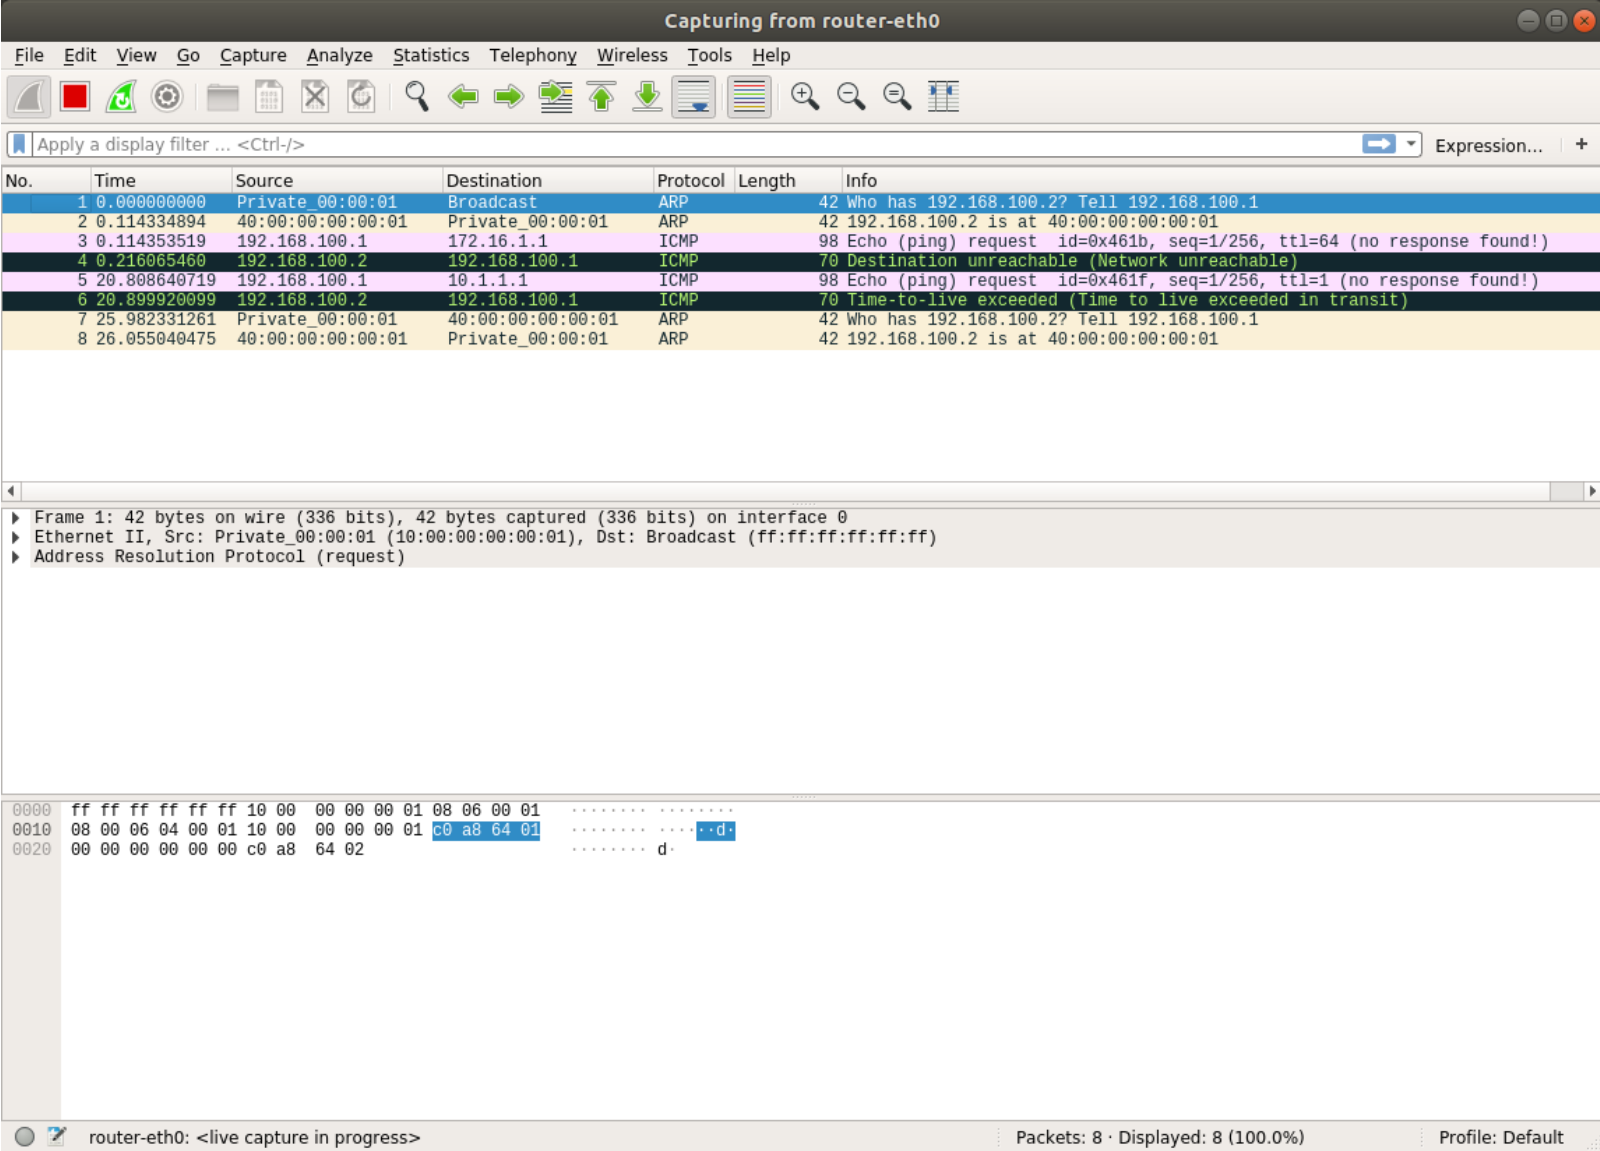 Capturing from router-eth0
File Edit View Go Capture Analyze Statistics Telephony Wireless Tools Help
Apply a display filter ... <Ctrl-/> Expression... +
No. Time Source Destination Protocol Length Info
1 0.000000000 Private_00:00:01 Broadcast ARP 42 Who has 192.168.100.2? Tell 192.168.100.1
2 0.114334894 40:00:00:00:00:01 Private_00:00:01 ARP 42 192.168.100.2 is at 40:00:00:00:00:01
3 0.114353519 192.168.100.1 172.16.1.1 ICMP 98 Echo (ping) request id=0x461b, seq=1/256, ttl=64 (no response found!)
4 0.216065460 192.168.100.2 192.168.100.1 ICMP 70 Destination unreachable (Network unreachable)
5 20.808640719 192.168.100.1 10.1.1.1 ICMP 98 Echo (ping) request id=0x461f, seq=1/256, ttl=1 (no response found!)
6 20.899920099 192.168.100.2 192.168.100.1 ICMP 70 Time-to-live exceeded (Time to live exceeded in transit)
7 25.982331261 Private_00:00:01 40:00:00:00:00:01 ARP 42 Who has 192.168.100.2? Tell 192.168.100.1
8 26.055040475 40:00:00:00:00:01 Private_00:00:01 ARP 42 192.168.100.2 is at 40:00:00:00:00:01
Frame 1: 42 bytes on wire (336 bits), 42 bytes captured (336 bits) on interface 0
Ethernet II, Src: Private_00:00:01 (10:00:00:00:00:01), Dst: Broadcast (ff:ff:ff:ff:ff:ff)
Address Resolution Protocol (request)
0000 ff ff ff ff ff ff 10 00 00 00 00 01 08 06 00 01 ········ ········
0010 08 00 06 04 00 01 10 00 00 00 00 01 c0 a8 64 01 ········ ······d·
0020 00 00 00 00 00 00 c0 a8 64 02 ········ d·
router-eth0: <live capture in progress> Packets: 8 · Displayed: 8 (100.0%) Profile: Default